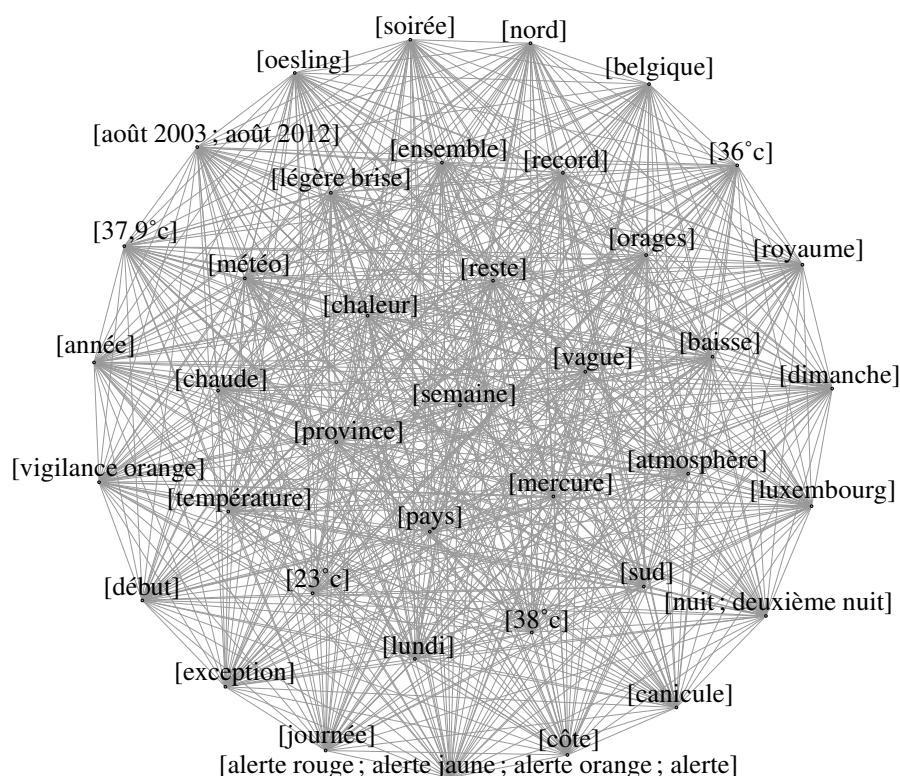 [soirée]
[nord]
[oesling]
[belgique]
[août 2003 ; août 2012]
[ensemble]
[record]
[36°c]
[légère brise]
[37,9°c]
[orages]
[royaume]
[météo]
[reste]
[chaleur]
[année]
[vague]
[baisse]
[chaude]
[semaine]
[dimanche]
[province]
[vigilance orange]
[atmosphère]
[température]
[mercure]
[luxembourg]
[pays]
[début]
[23°c]
[sud]
[nuit ; deuxième nuit]
[38°c]
[lundi]
[exception]
[canicule]
[journée]
[côte]
[alerte rouge ; alerte jaune ; alerte orange ; alerte]